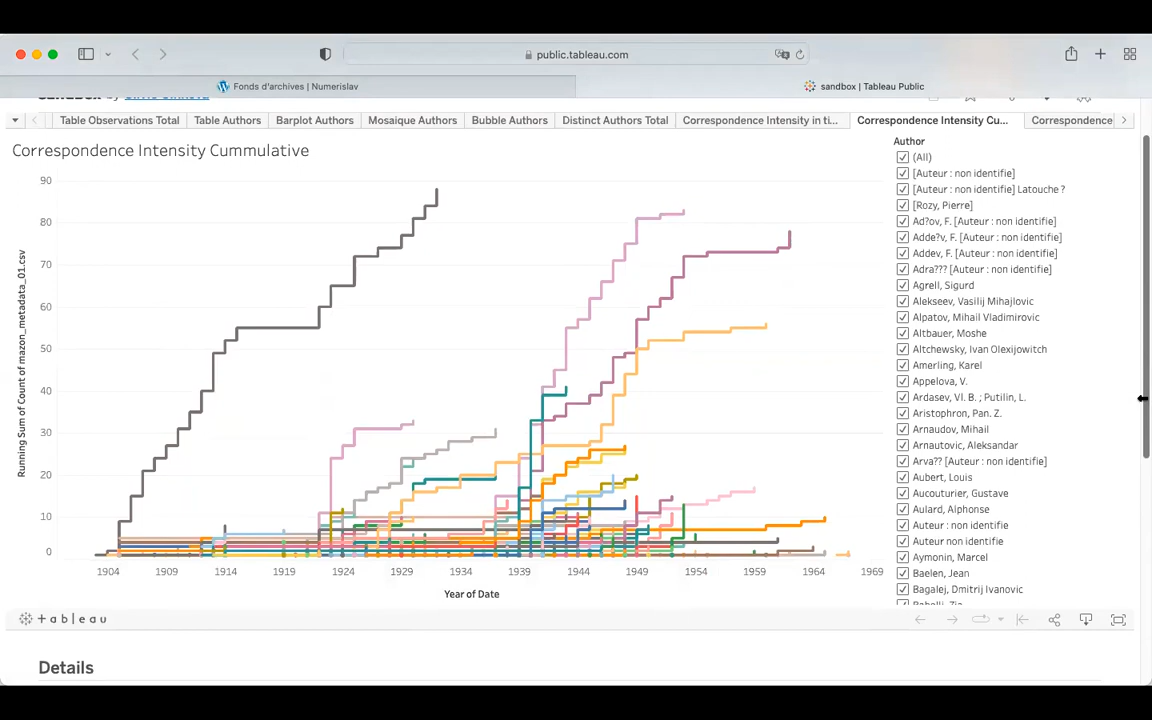 public.tableau.com
Fonds d'archives | Numerislav
sandbox | Tableau Public
sandbox by
Table Observations Total
Table Authors
Barplot Authors
Mosaique Authors
Bubble Authors
Distinct Authors Total
Correspondence Intensity in ti...
Correspondence Intensity Cu...
Correspondence
Correspondence Intensity Cummulative
Running Sum of Count of mazon_metadata_01.csv
90
80
70
60
50
40
30
20
10
0
1904 1909 1914 1919 1924 1929 1934 1939 1944 1949 1954 1959 1964 1969
Year of Date
Author
(All)
[Auteur : non identifie]
[Auteur : non identifie] Latouche ?
[Rozy, Pierre]
Ad?ov, F. [Auteur : non identifie]
Adde?v, F. [Auteur : non identifie]
Addev, F. [Auteur : non identifie]
Adra??? [Auteur : non identifie]
Agrell, Sigurd
Alekseev, Vasilij Mihajlovic
Alpatov, Mihail Vladimirovic
Altbauer, Moshe
Altchewsky, Ivan Olexijowitch
Amerling, Karel
Appelova, V.
Ardasev, Vl. B. ; Putilin, L.
Aristophron, Pan. Z.
Arnaudov, Mihail
Arnautovic, Aleksandar
Arva?? [Auteur : non identifie]
Aubert, Louis
Aucouturier, Gustave
Aulard, Alphonse
Auteur : non identifie
Auteur non identifie
Aymonin, Marcel
Baelen, Jean
Bagalej, Dmitrij Ivanovic
+ableau
Details